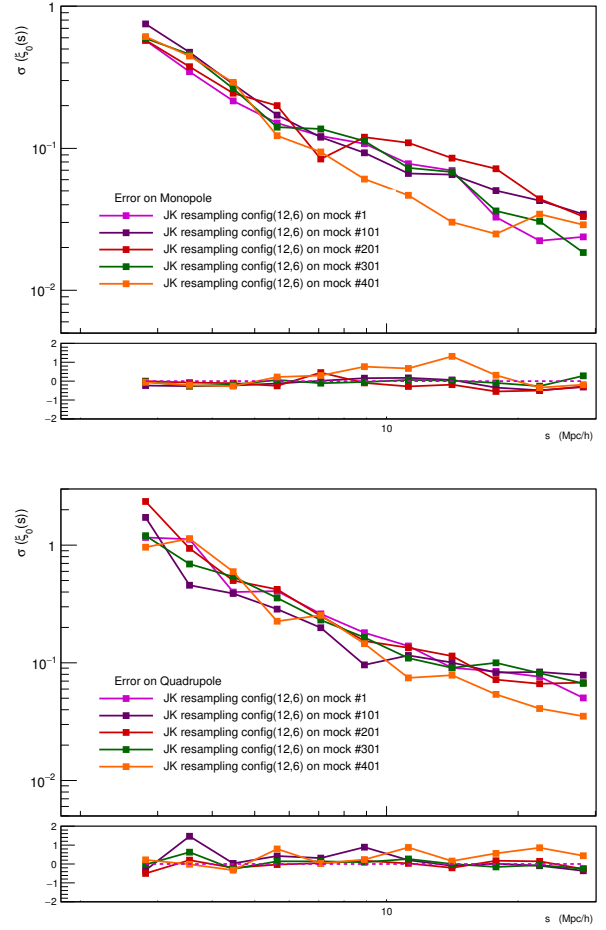 1
σ (ξ₀(s))
10⁻¹
Error on Monopole
JK resampling config(12,6) on mock #1
JK resampling config(12,6) on mock #101
JK resampling config(12,6) on mock #201
JK resampling config(12,6) on mock #301
JK resampling config(12,6) on mock #401
10⁻²
2
1
0
−1
−2
10
s (Mpc/h)
σ (ξ₀(s))
1
10⁻¹
Error on Quadrupole
JK resampling config(12,6) on mock #1
JK resampling config(12,6) on mock #101
JK resampling config(12,6) on mock #201
JK resampling config(12,6) on mock #301
JK resampling config(12,6) on mock #401
10⁻²
2
1
0
−1
−2
10
s (Mpc/h)